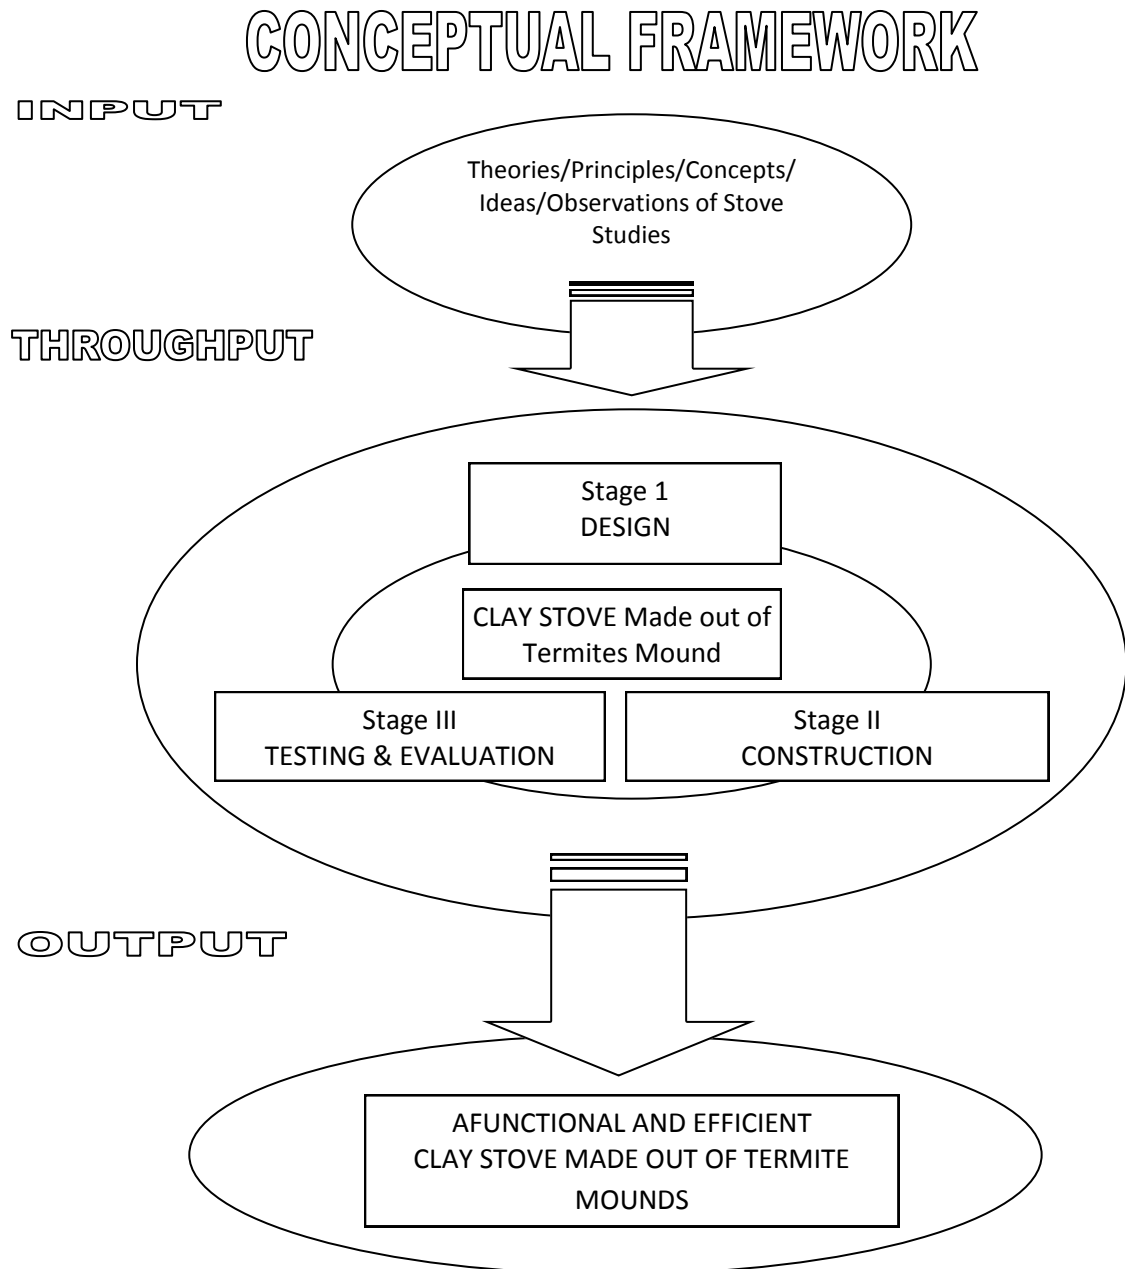 CONCEPTUAL FRAMEWORK
INPUT
Theories/Principles/Concepts/
Ideas/Observations of Stove
Studies
THROUGHPUT
Stage 1
DESIGN
CLAY STOVE Made out of
Termites Mound
Stage III
TESTING & EVALUATION
Stage II
CONSTRUCTION
OUTPUT
AFUNCTIONAL AND EFFICIENT
CLAY STOVE MADE OUT OF TERMITE
MOUNDS